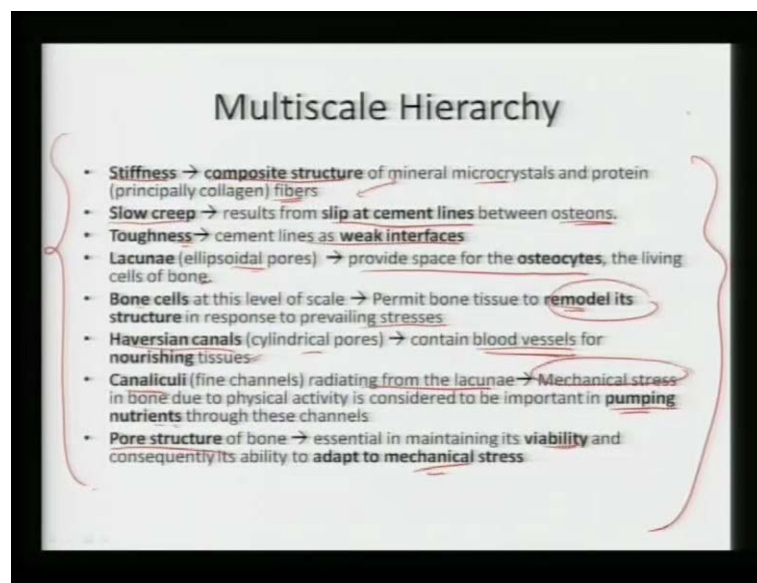 Multiscale Hierarchy
• Stiffness → composite structure of mineral microcrystals and protein
(principally collagen) fibers
• Slow creep → results from slip at cement lines between osteons.
• Toughness → cement lines as weak interfaces
• Lacunae (ellipsoidal pores) → provide space for the osteocytes, the living
cells of bone.
• Bone cells at this level of scale → Permit bone tissue to remodel its
structure in response to prevailing stresses
• Haversian canals (cylindrical pores) → contain blood vessels for
nourishing tissues
• Canaliculi (fine channels) radiating from the lacunae → Mechanical stress
in bone due to physical activity is considered to be important in pumping
nutrients through these channels
• Pore structure of bone → essential in maintaining its viability and
consequently its ability to adapt to mechanical stress